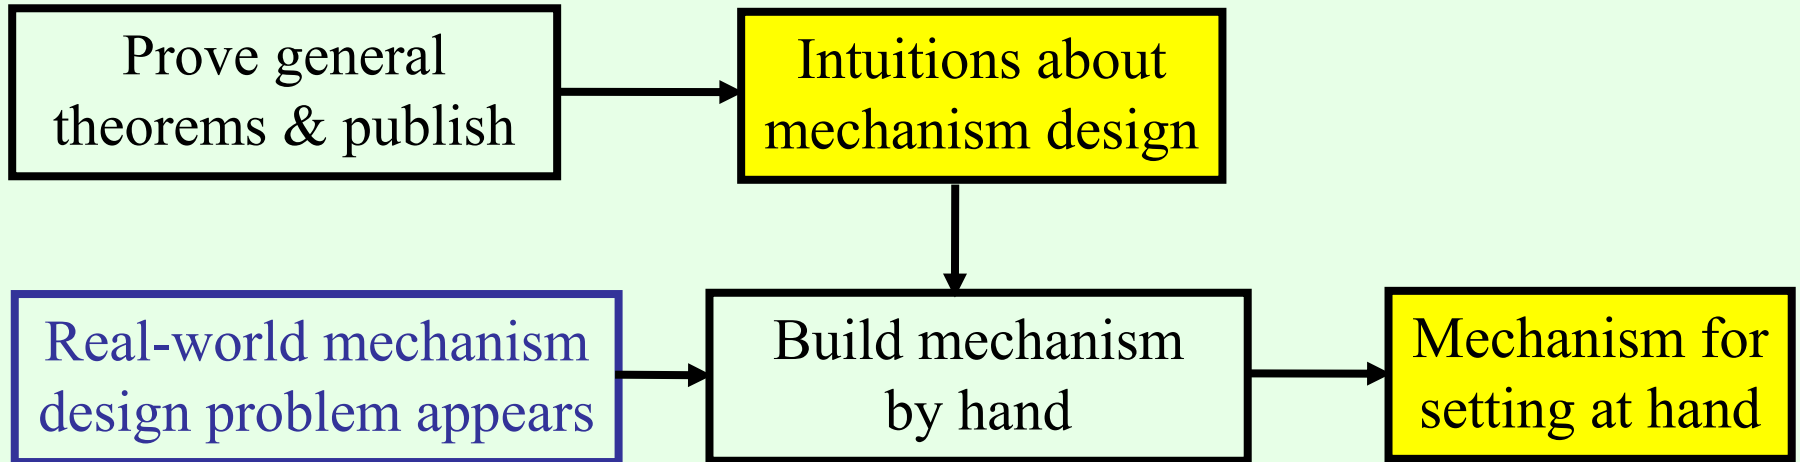 Prove general
theorems & publish
Intuitions about
mechanism design
Real-world mechanism
design problem appears
Build mechanism
by hand
Mechanism for
setting at hand